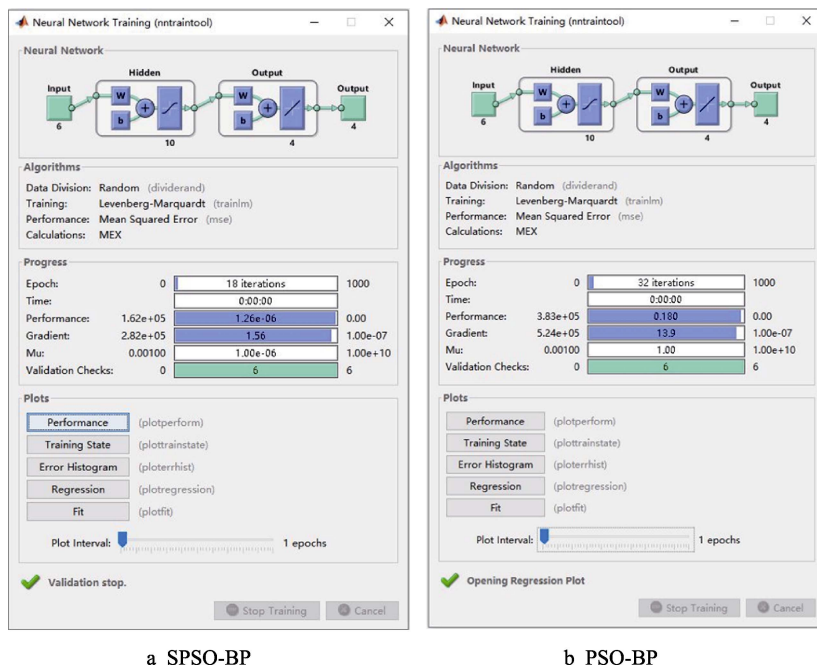 Neural Network Training (nntraintool)
Neural Network
Hidden
Output
Input
Output
W
b
+
W
b
+
6
10
4
4
Algorithms
Data Division: Random (dividerand)
Training: Levenberg-Marquardt (trainlm)
Performance: Mean Squared Error (mse)
Calculations: MEX
Progress
Epoch: 0 18 iterations 1000
Time: 0:00:00
Performance: 1.62e+05 1.26e-06 0.00
Gradient: 2.82e+05 1.56 1.00e-07
Mu: 0.00100 1.00e-06 1.00e+10
Validation Checks: 0 6 6
Plots
Performance (plotperform)
Training State (plottrainstate)
Error Histogram (ploterrhist)
Regression (plotregression)
Fit (plotfit)
Plot Interval: 1 epochs
Validation stop.
Stop Training Cancel
a SPSO-BP
Neural Network Training (nntraintool)
Neural Network
Hidden
Output
Input
Output
W
b
+
W
b
+
6
10
4
4
Algorithms
Data Division: Random (dividerand)
Training: Levenberg-Marquardt (trainlm)
Performance: Mean Squared Error (mse)
Calculations: MEX
Progress
Epoch: 0 32 iterations 1000
Time: 0:00:00
Performance: 3.83e+05 0.180 0.00
Gradient: 5.24e+05 13.9 1.00e-07
Mu: 0.00100 1.00 1.00e+10
Validation Checks: 0 6 6
Plots
Performance (plotperform)
Training State (plottrainstate)
Error Histogram (ploterrhist)
Regression (plotregression)
Fit (plotfit)
Plot Interval: 1 epochs
Opening Regression Plot
Stop Training Cancel
b PSO-BP